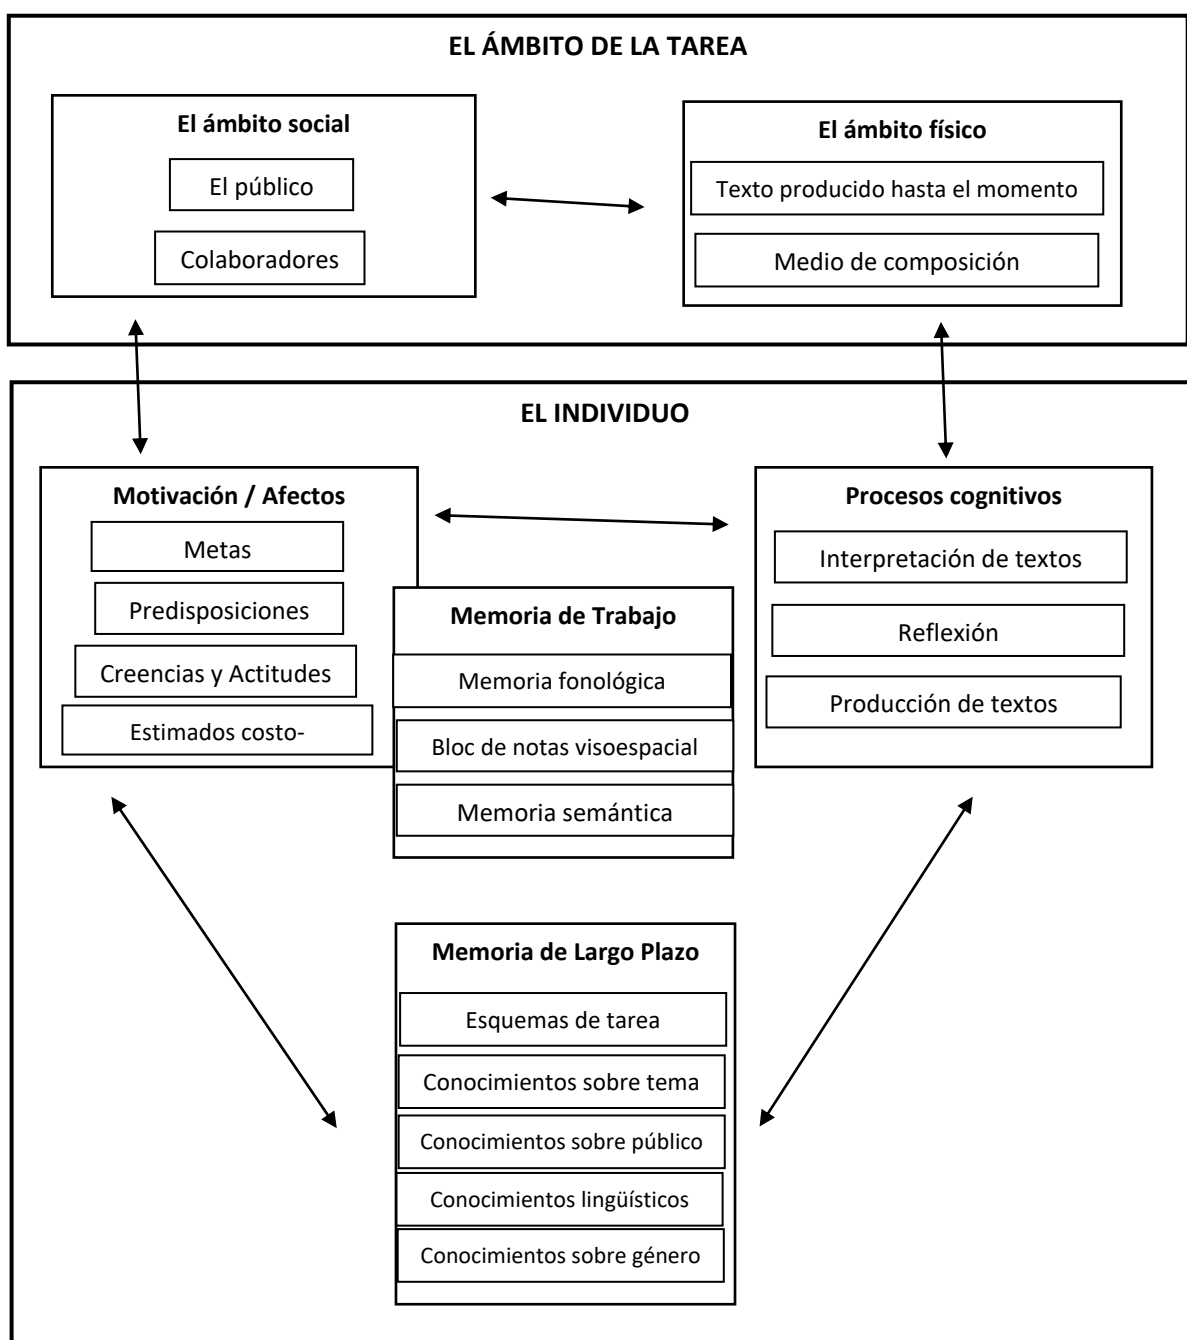 EL ÁMBITO DE LA TAREA
El ámbito social
El público
Colaboradores
El ámbito físico
Texto producido hasta el momento
Medio de composición
EL INDIVIDUO
Motivación / Afectos
Metas
Predisposiciones
Creencias y Actitudes
Estimados costo-
Memoria de Trabajo
Memoria fonológica
Bloc de notas visoespacial
Memoria semántica
Procesos cognitivos
Interpretación de textos
Reflexión
Producción de textos
Memoria de Largo Plazo
Esquemas de tarea
Conocimientos sobre tema
Conocimientos sobre público
Conocimientos lingüísticos
Conocimientos sobre género